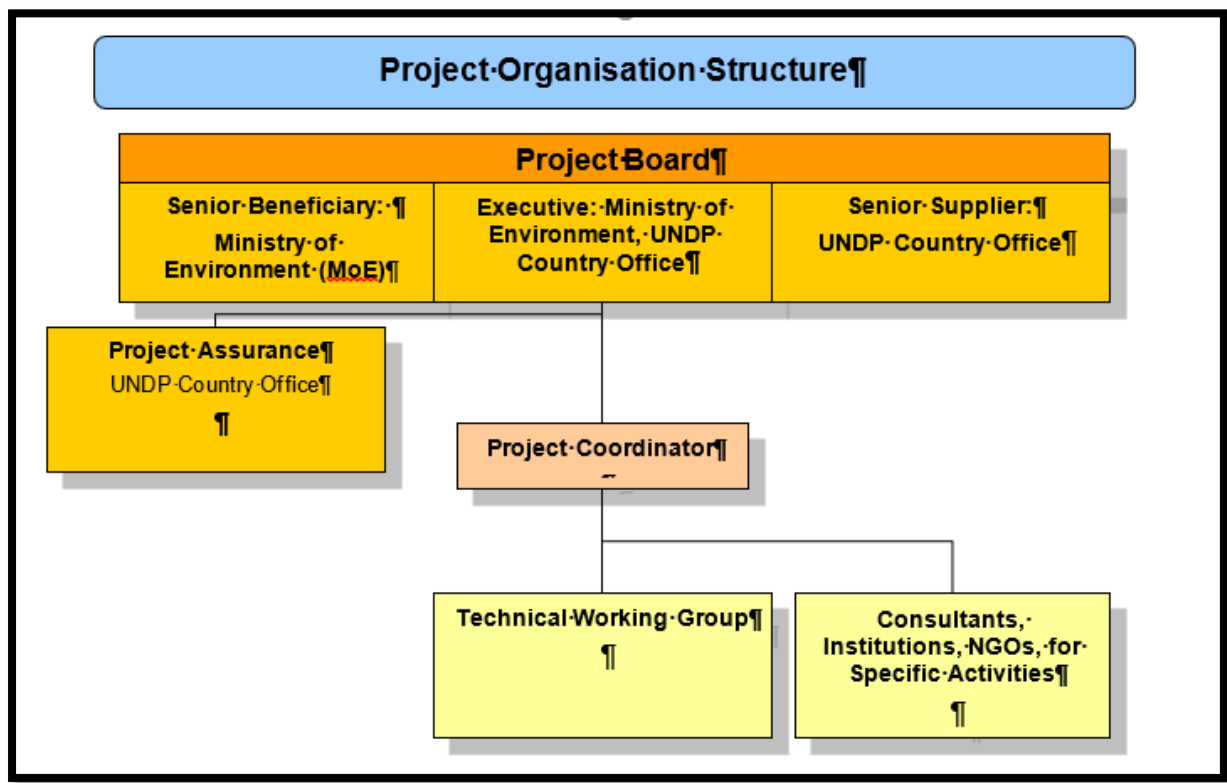 Project·Organisation·Structure¶
Project·Board¶
Senior·Beneficiary:·¶
Ministry·of·
Environment·(MoE)¶
Executive:·Ministry·of·
Environment,·UNDP·
Country·Office¶
Senior·Supplier:¶
UNDP·Country·Office¶
Project·Assurance¶
UNDP·Country·Office¶
¶
Project·Coordinator¶
¶
Technical·Working·Group¶
¶
Consultants,·
Institutions,·NGOs,·for·
Specific·Activities¶
¶